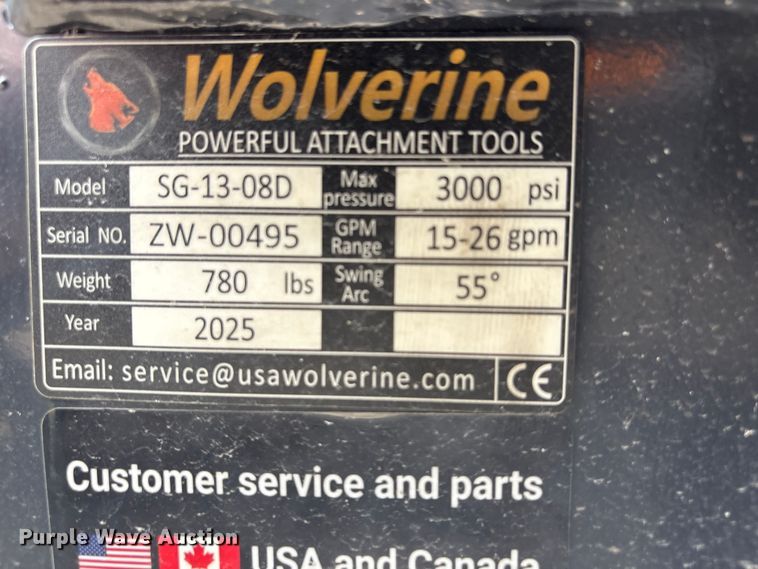 Wolverine
POWERFUL ATTACHMENT TOOLS
Model SG-13-08D Max pressure 3000 psi
Serial NO. ZW-00495 GPM Range 15-26 gpm
Weight 780 lbs Swing Arc 55°
Year 2025
Email: service@usawolverine.com CE
Customer service and parts
USA and Canada
Purple Wave Auction